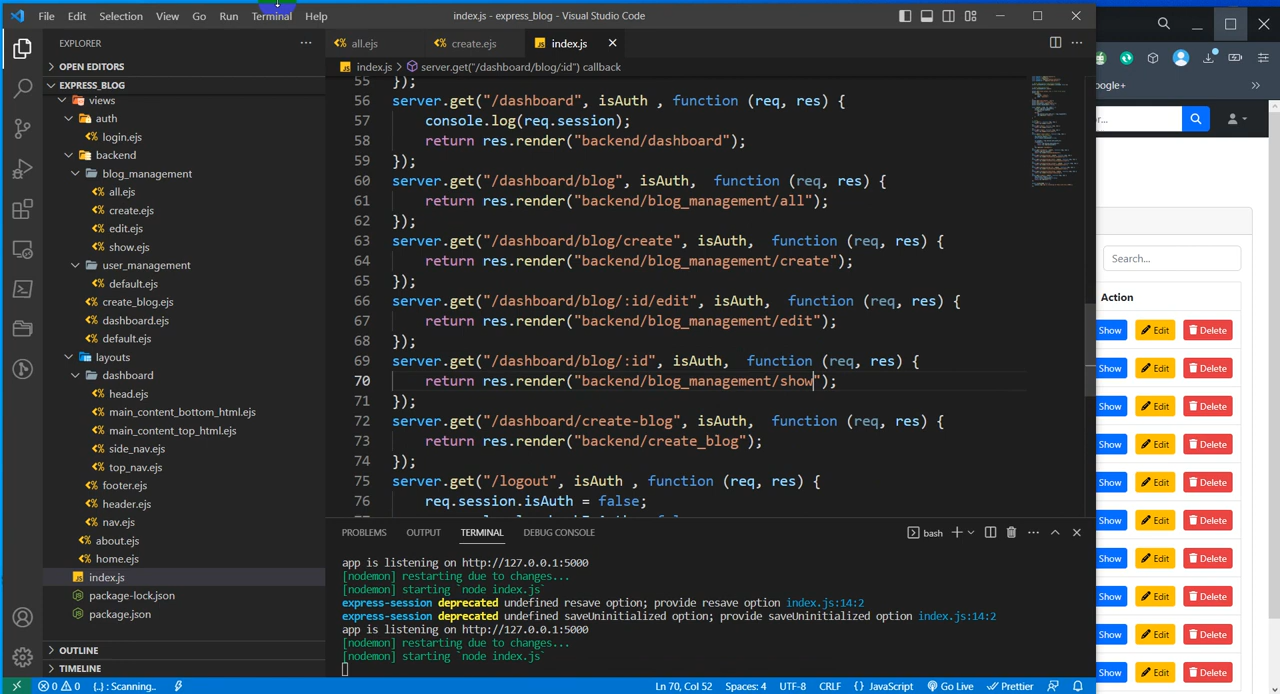 File Edit Selection View Go Run Terminal Help
index.js - express_blog - Visual Studio Code
EXPLORER
OPEN EDITORS
EXPRESS_BLOG
views
auth
login.ejs
backend
blog_management
all.ejs
create.ejs
edit.ejs
show.ejs
user_management
default.ejs
create_blog.ejs
dashboard.ejs
default.ejs
layouts
dashboard
head.ejs
main_content_bottom_html.ejs
main_content_top_html.ejs
side_nav.ejs
top_nav.ejs
footer.ejs
header.ejs
nav.ejs
about.ejs
home.ejs
index.js
package-lock.json
package.json
OUTLINE
TIMELINE
all.ejs create.ejs index.js
index.js > server.get("/dashboard/blog/:id") callback
55 });
56 server.get("/dashboard", isAuth , function (req, res) {
57 console.log(req.session);
58 return res.render("backend/dashboard");
59 });
60 server.get("/dashboard/blog", isAuth,  function (req, res) {
61 return res.render("backend/blog_management/all");
62 });
63 server.get("/dashboard/blog/create", isAuth,  function (req, res) {
64 return res.render("backend/blog_management/create");
65 });
66 server.get("/dashboard/blog/:id/edit", isAuth,  function (req, res) {
67 return res.render("backend/blog_management/edit");
68 });
69 server.get("/dashboard/blog/:id", isAuth,  function (req, res) {
70 return res.render("backend/blog_management/show");
71 });
72 server.get("/dashboard/create-blog", isAuth,  function (req, res) {
73 return res.render("backend/create_blog");
74 });
75 server.get("/logout", isAuth , function (req, res) {
76 req.session.isAuth = false;
PROBLEMS OUTPUT TERMINAL DEBUG CONSOLE
bash
app is listening on http://127.0.0.1:5000
[nodemon] restarting due to changes...
[nodemon] starting `node index.js`
express-session deprecated undefined resave option; provide resave option index.js:14:2
express-session deprecated undefined saveUninitialized option; provide saveUninitialized option index.js:14:2
app is listening on http://127.0.0.1:5000
[nodemon] restarting due to changes...
[nodemon] starting `node index.js`
0 0 {..} : Scanning..
Ln 70, Col 52 Spaces: 4 UTF-8 CRLF {} JavaScript Go Live Prettier
oogle+
r...
Search...
Action
Show Edit Delete
Show Edit Delete
Show Edit Delete
Show Edit Delete
Show Edit Delete
Show Edit Delete
Show Edit Delete
Show Edit Delete
Show Edit Delete
Show Edit Delete